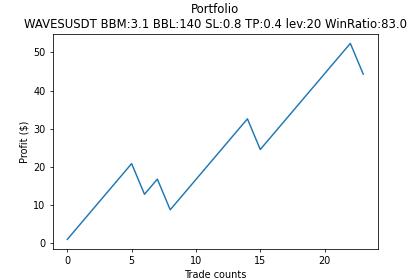 Portfolio
WAVESUSDT BBM:3.1 BBL:140 SL:0.8 TP:0.4 lev:20 WinRatio:83.0
50
40
30
20
10
0
Profit ($)
0 5 10 15 20
Trade counts